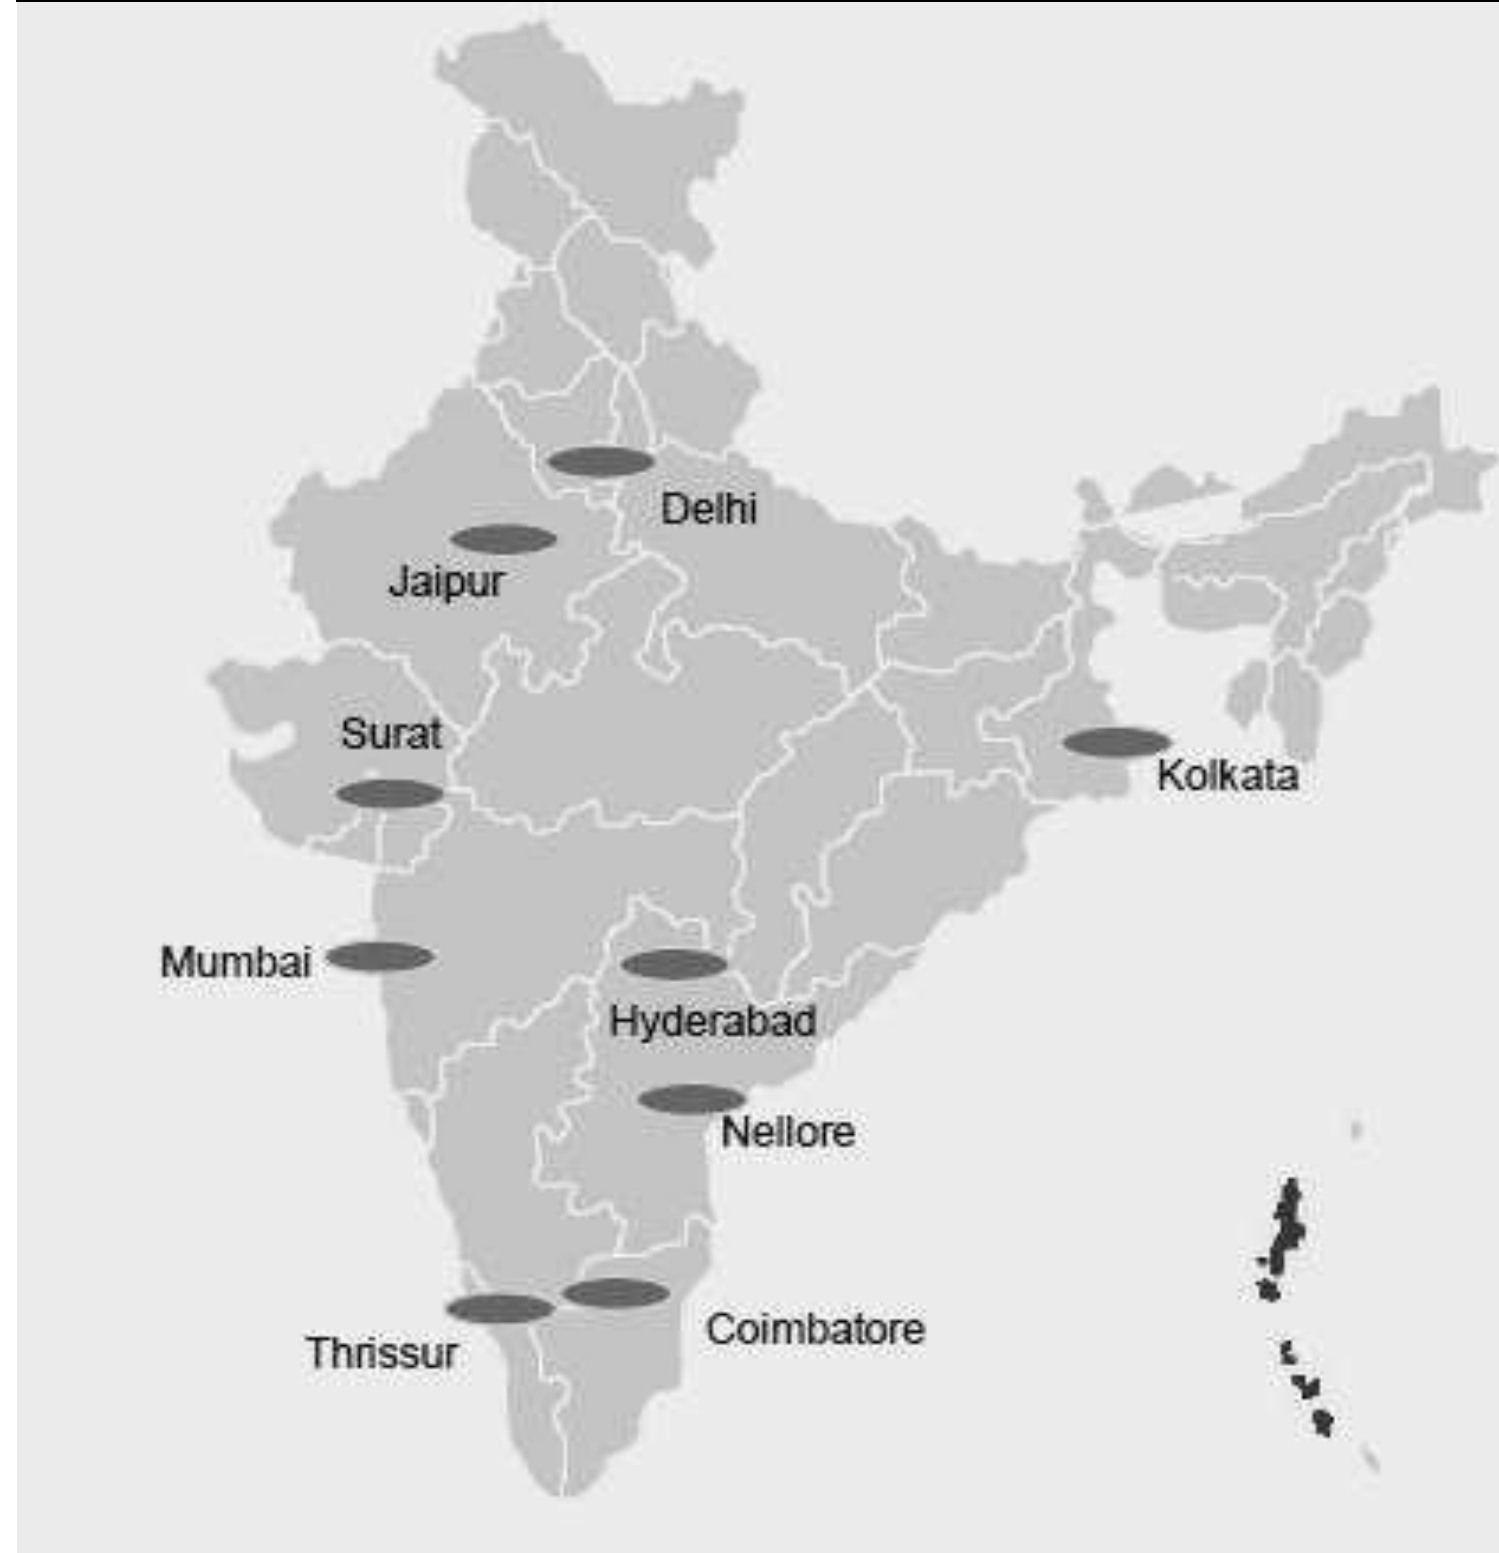 Delhi
Jaipur
Surat
Kolkata
Mumbai
Hyderabad
Nellore
Coimbatore
Thrissur